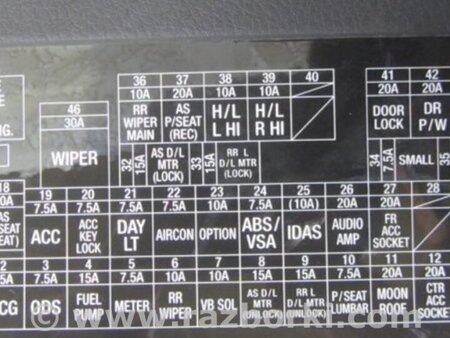 36 37 38 39 40 41 42
10A 20A 10A 10A 20A 20A
RR WIPER MAIN
AS P/SEAT (REC)
H/L L HI
H/L R HI
DOOR LOCK
DR P/W
NG.
46
30A
WIPER
32 15A
AS D/L MTR (LOCK)
33 15A
RR L D/L MTR (LOCK)
34 7.5A
SMALL
35
18 19 20 21 22 23 24 25 26 27 28
7.5A 7.5A 7.5A 7.5A 10A 7.5A (10A) 20A 20A
ACC
ACC KEY LOCK
DAY LT
AIRCON
OPTION
ABS/VSA
IDAS
AUDIO AMP
FR ACC SOCKET
2 3 4 5 6 7 8 9 10 11 12
7.5A 15A 7.5A 10A 10A 15A 15A 10A 20A 20A
CG
ODS
FUEL PUMP
METER
RR WIPER
VB SOL
AS D/L MTR (UNLOCK)
RR D/L MTR (UNLOCK)
P/SEAT LUMBAR
MOON ROOF
CTR ACC SOCKET
www.razborki.com